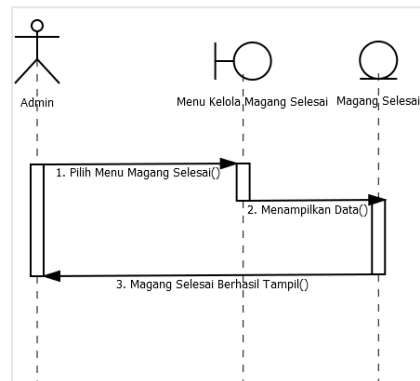 Admin
Menu Kelola Magang Selesai
Magang Selesai
1. Pilih Menu Magang Selesai()
2. Menampilkan Data()
3. Magang Selesai Berhasil Tampil()